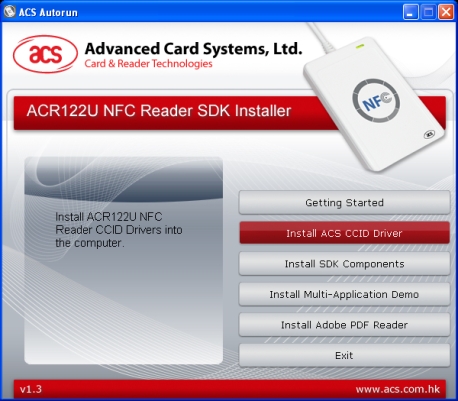 ACS Autorun
ACS
Advanced Card Systems, Ltd.
Card & Reader Technologies
NFC
ACS
ACR122U NFC Reader SDK Installer
Install ACR122U NFC
Reader CCID Drivers into
the computer.
Getting Started
Install ACS CCID Driver
Install SDK Components
Install Multi-Application Demo
Install Adobe PDF Reader
Exit
v1.3
www.acs.com.hk